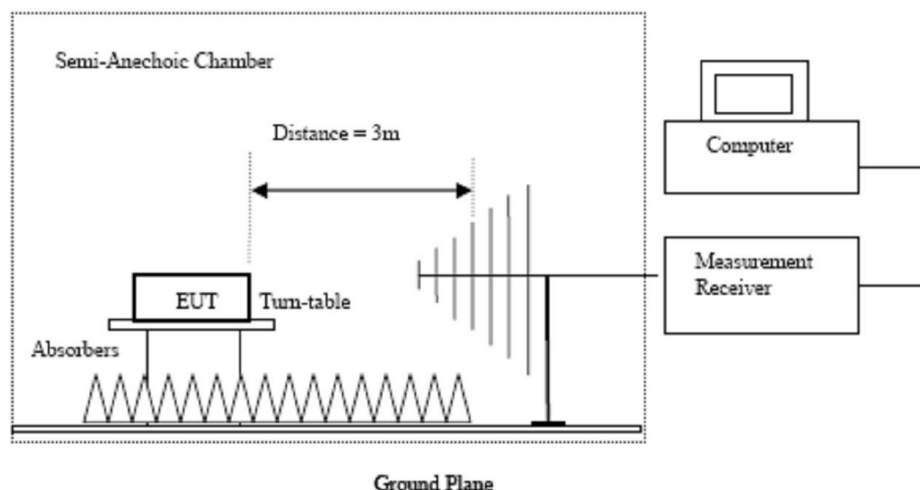 Semi-Anechoic Chamber
Distance = 3m
Computer
Measurement
Receiver
EUT
Turn-table
Absorbers
Ground Plane